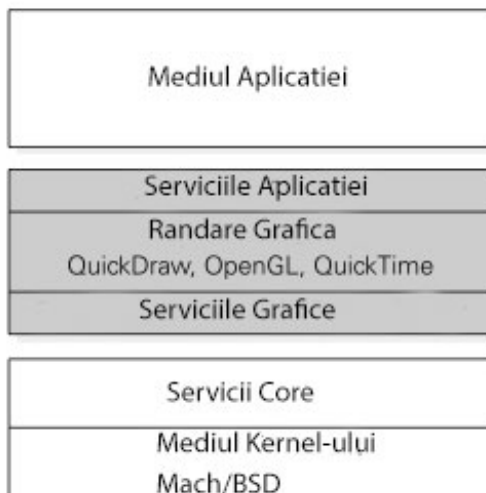 Mediul Aplicatiei
Serviciile Aplicatiei
Randare Grafica
QuickDraw, OpenGL, QuickTime
Serviciile Grafice
Servicii Core
Mediul Kernel-ului
Mach/BSD